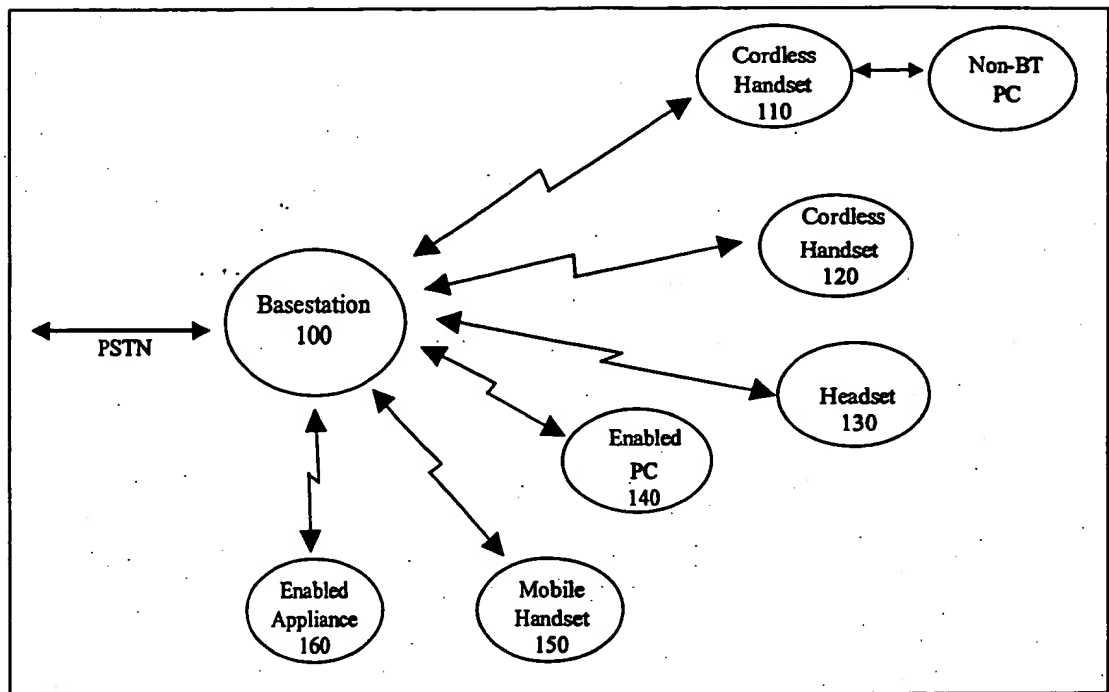 Cordless
Handset
110
Non-BT
PC
Cordless
Handset
120
Basestation
100
PSTN
Headset
130
Enabled
PC
140
Enabled
Appliance
160
Mobile
Handset
150